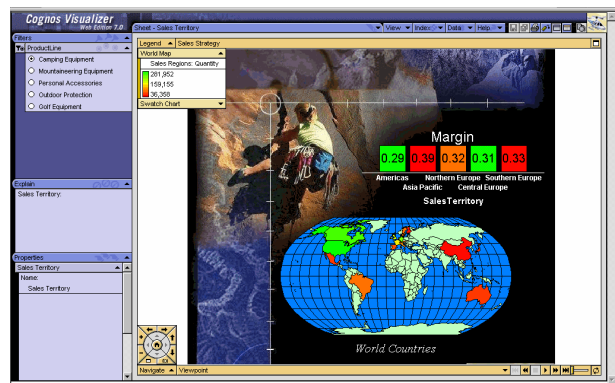 Cognos Visualizer
Web Edition 7.0
Sheet - Sales Territory
View
Index
Data
Help
Filters
ProductLine
Camping Equipment
Mountaineering Equipment
Personal Accessories
Outdoor Protection
Golf Equipment
Explain
Sales Territory:
Properties
Sales Territory
Name:
Sales Territory
Legend
Sales Strategy
World Map
Sales Regions: Quantity
281,952
159,155
36,358
Swatch Chart
Margin
0.29 0.39 0.32 0.31 0.33
Americas Northern Europe Southern Europe
Asia Pacific Central Europe
SalesTerritory
World Countries
Navigate
Viewpoint